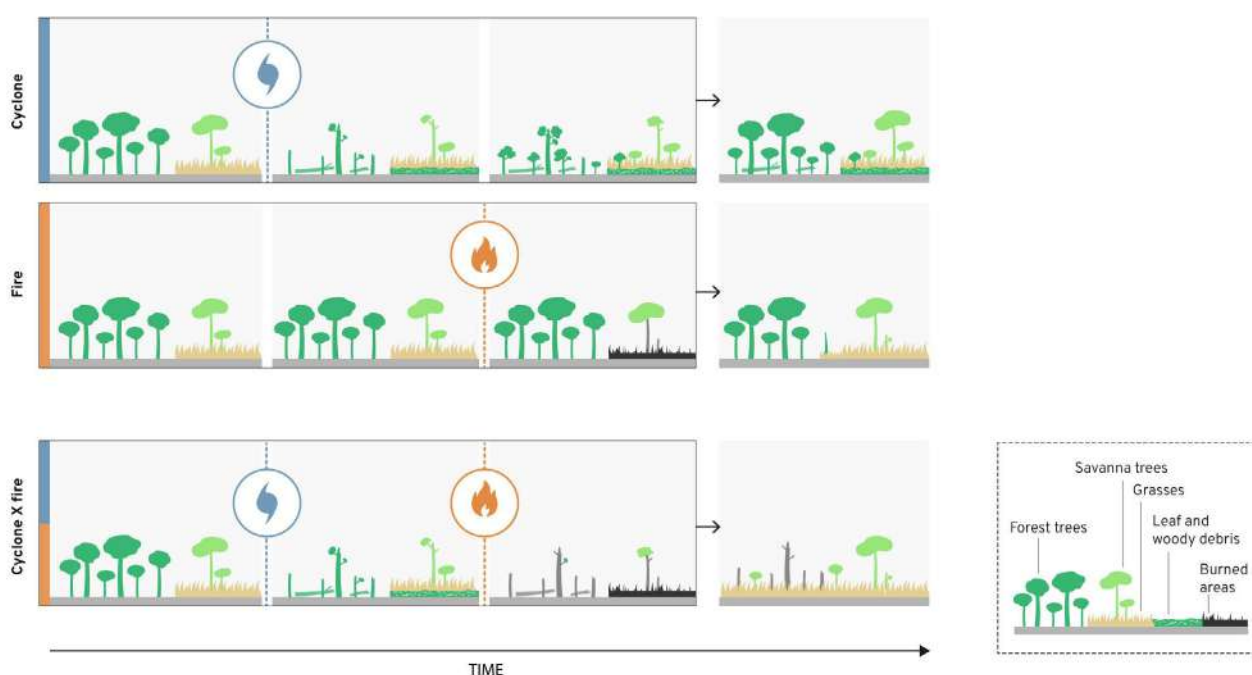 Cyclone
Fire
Cyclone X fire
TIME
Savanna trees
Grasses
Forest trees
Leaf and
woody debris
Burned
areas